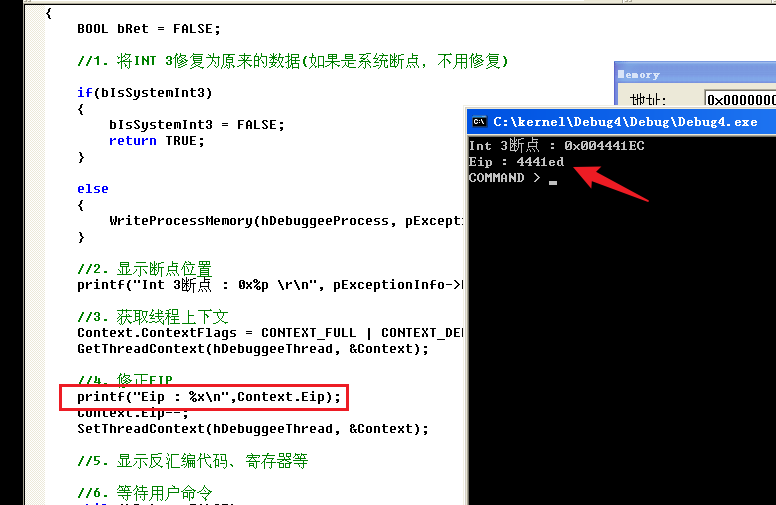 {
BOOL bRet = FALSE;
//1. 将INT 3修复为原来的数据(如果是系统断点，不用修复)
if(bIsSystemInt3)
{
bIsSystemInt3 = FALSE;
return TRUE;
}
else
{
WriteProcessMemory(hDebuggeeProcess, pExcepti
}
//2. 显示断点位置
printf("Int 3断点 : 0x%p \r\n", pExceptionInfo->
//3. 获取线程上下文
Context.ContextFlags = CONTEXT_FULL | CONTEXT_DE
GetThreadContext(hDebuggeeThread, &Context);
//4. 修正EIP
printf("Eip : %x\n",Context.Eip);
Context.Eip--;
SetThreadContext(hDebuggeeThread, &Context);
//5. 显示反汇编代码、寄存器等
//6. 等待用户命令
Memory
地址:
0x0000000
C:\kernel\Debug4\Debug\Debug4.exe
Int 3断点 : 0x004441EC
Eip : 4441ed
COMMAND >